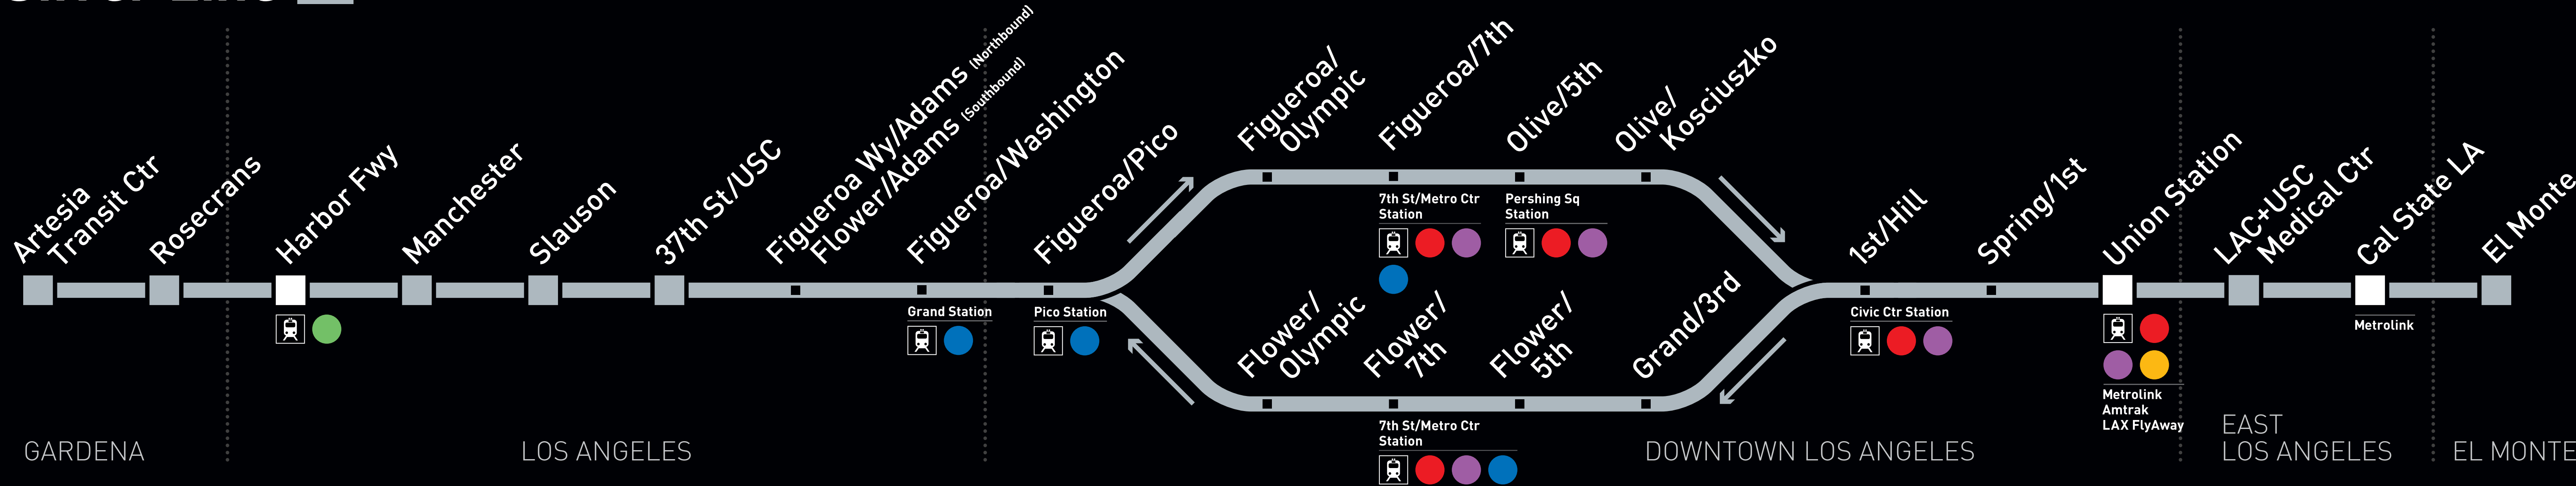 Artesia
Transit Ctr
Rosecrans
Harbor Fwy
Manchester
Slauson
37th St/USC
Figueroa Wy/Adams (Northbound)
Flower/Adams (Southbound)
Figueroa/Washington
Grand Station
Figueroa/Pico
Pico Station
Figueroa/
Olympic
Figueroa/7th
7th St/Metro Ctr
Station
Olive/5th
Pershing Sq
Station
Olive/
Kosciuszko
Flower/
Olympic
Flower/
7th
7th St/Metro Ctr
Station
Flower/
5th
Grand/3rd
1st/Hill
Civic Ctr Station
Spring/1st
Union Station
Metrolink
Amtrak
LAX FlyAway
LAC+USC
Medical Ctr
Cal State LA
Metrolink
El Monte
GARDENA
LOS ANGELES
DOWNTOWN LOS ANGELES
EAST
LOS ANGELES
EL MONTE